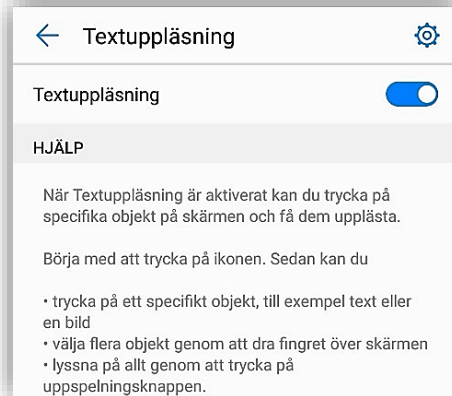 Textuppläsning
Textuppläsning
HJÄLP
När Textuppläsning är aktiverat kan du trycka på
specifika objekt på skärmen och få dem upplästa.
Börja med att trycka på ikonen. Sedan kan du
• trycka på ett specifikt objekt, till exempel text eller
en bild
• välja flera objekt genom att dra fingret över skärmen
• lyssna på allt genom att trycka på
uppspelningsknappen.